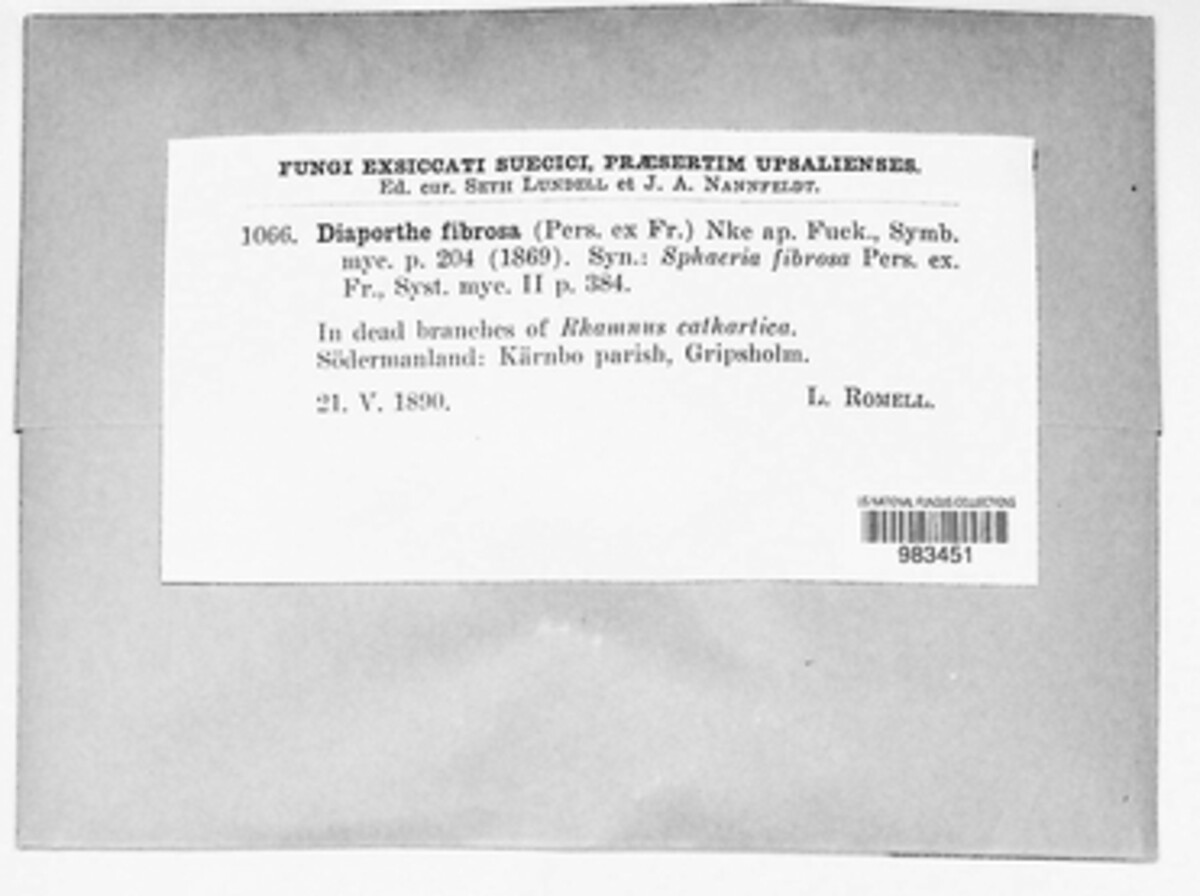 FUNGI EXSICCATI SUECICI, PRÆSERTIM UPSALIENSES.
Ed. cur. SETH LUNDELL et J. A. NANNFELDT.
1066. Diaporthe fibrosa (Pers. ex Fr.) Nke ap. Fuck., Symb.
myc. p. 204 (1869). Syn.: Sphaeria fibrosa Pers. ex.
Fr., Syst. myc. II p. 384.
In dead branches of Rhamnus cathartica.
Södermanland: Kärnbo parish, Gripsholm.
21. V. 1890. L. ROMELL.
US NATIONAL FUNGUS COLLECTIONS
983451